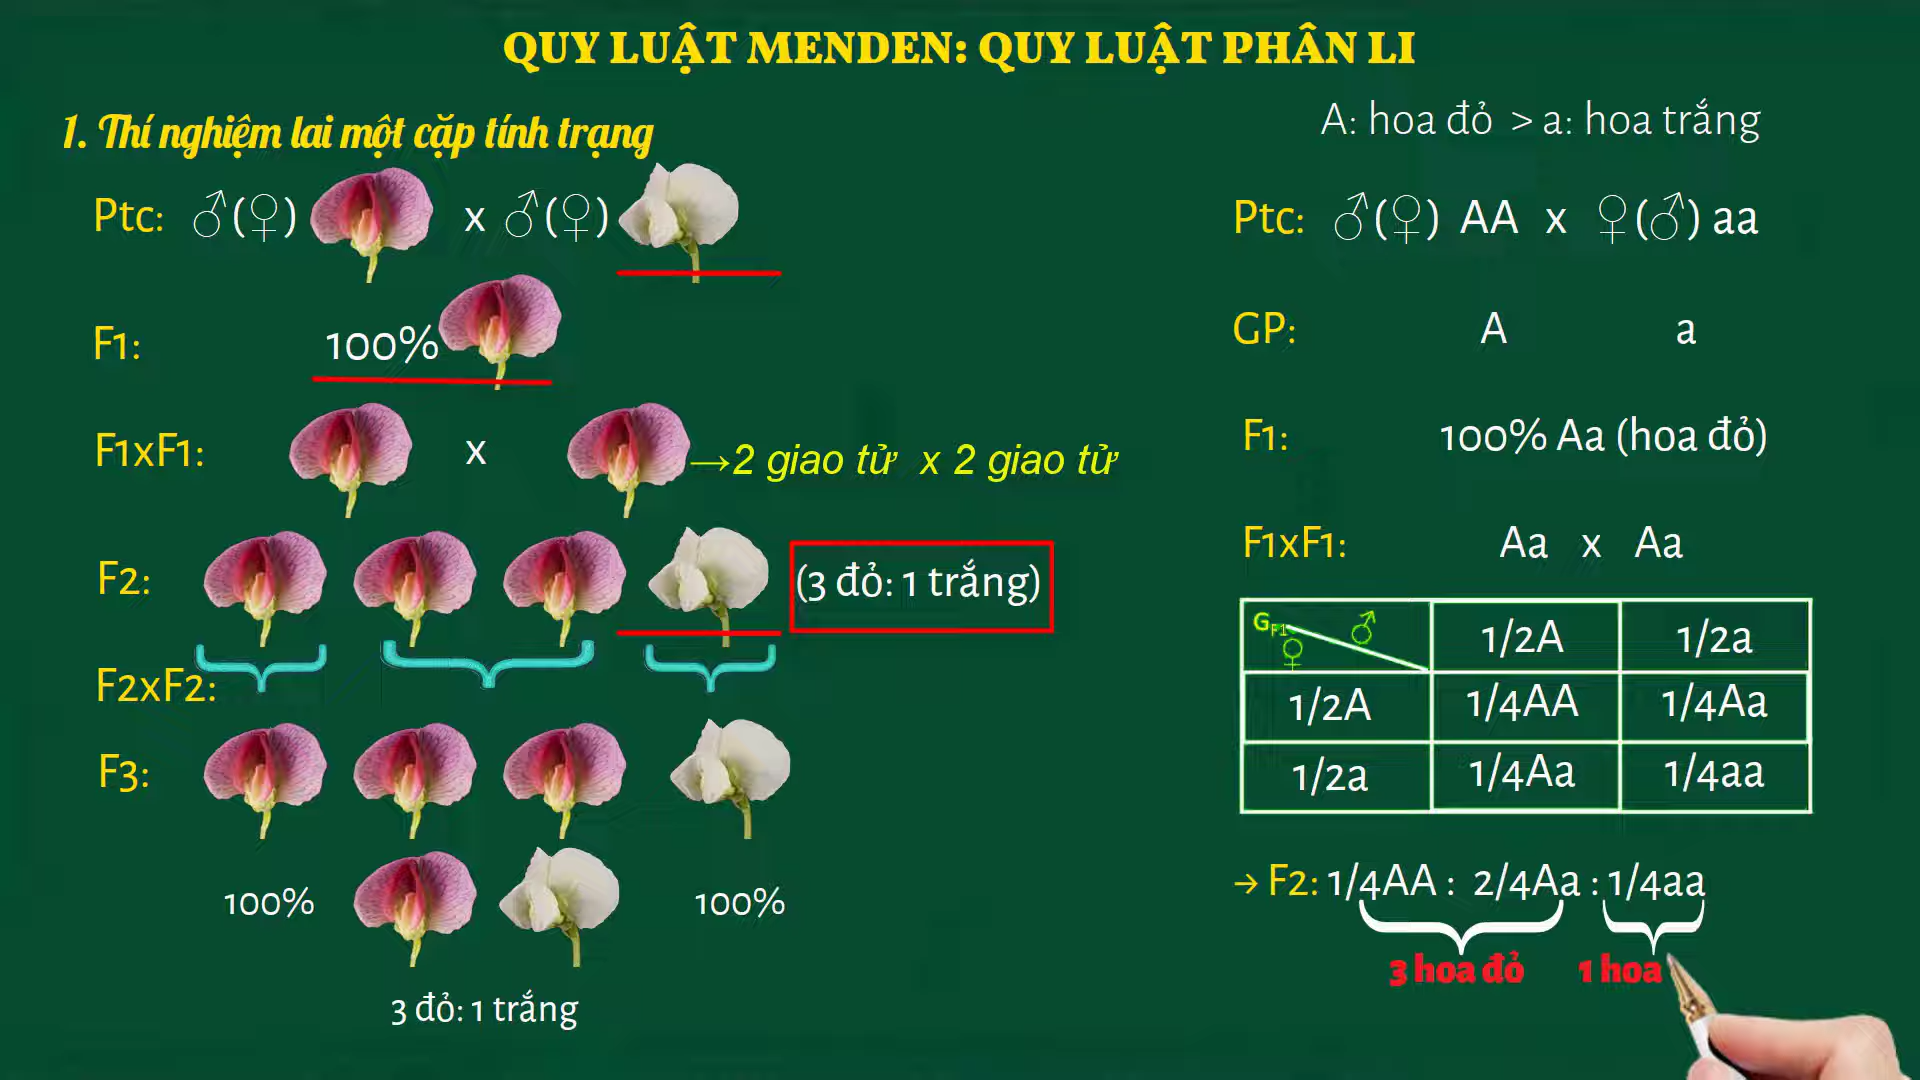 QUY LUẬT MENDEN: QUY LUẬT PHÂN LI
1. Thí nghiệm lai một cặp tính trạng
Ptc: ♂(♀) x ♂(♀)
F1: 100%
F1xF1: x →2 giao tử x 2 giao tử
F2: (3 đỏ: 1 trắng)
F2xF2:
F3:
100% 100%
3 đỏ: 1 trắng
A: hoa đỏ > a: hoa trắng
Ptc: ♂(♀) AA x ♀(♂) aa
GP: A a
F1: 100% Aa (hoa đỏ)
F1xF1: Aa x Aa
GF1 ♂ ♀ 1/2A 1/2a
1/2A 1/4AA 1/4Aa
1/2a 1/4Aa 1/4aa
→ F2: 1/4AA : 2/4Aa : 1/4aa
3 hoa đỏ 1 hoa